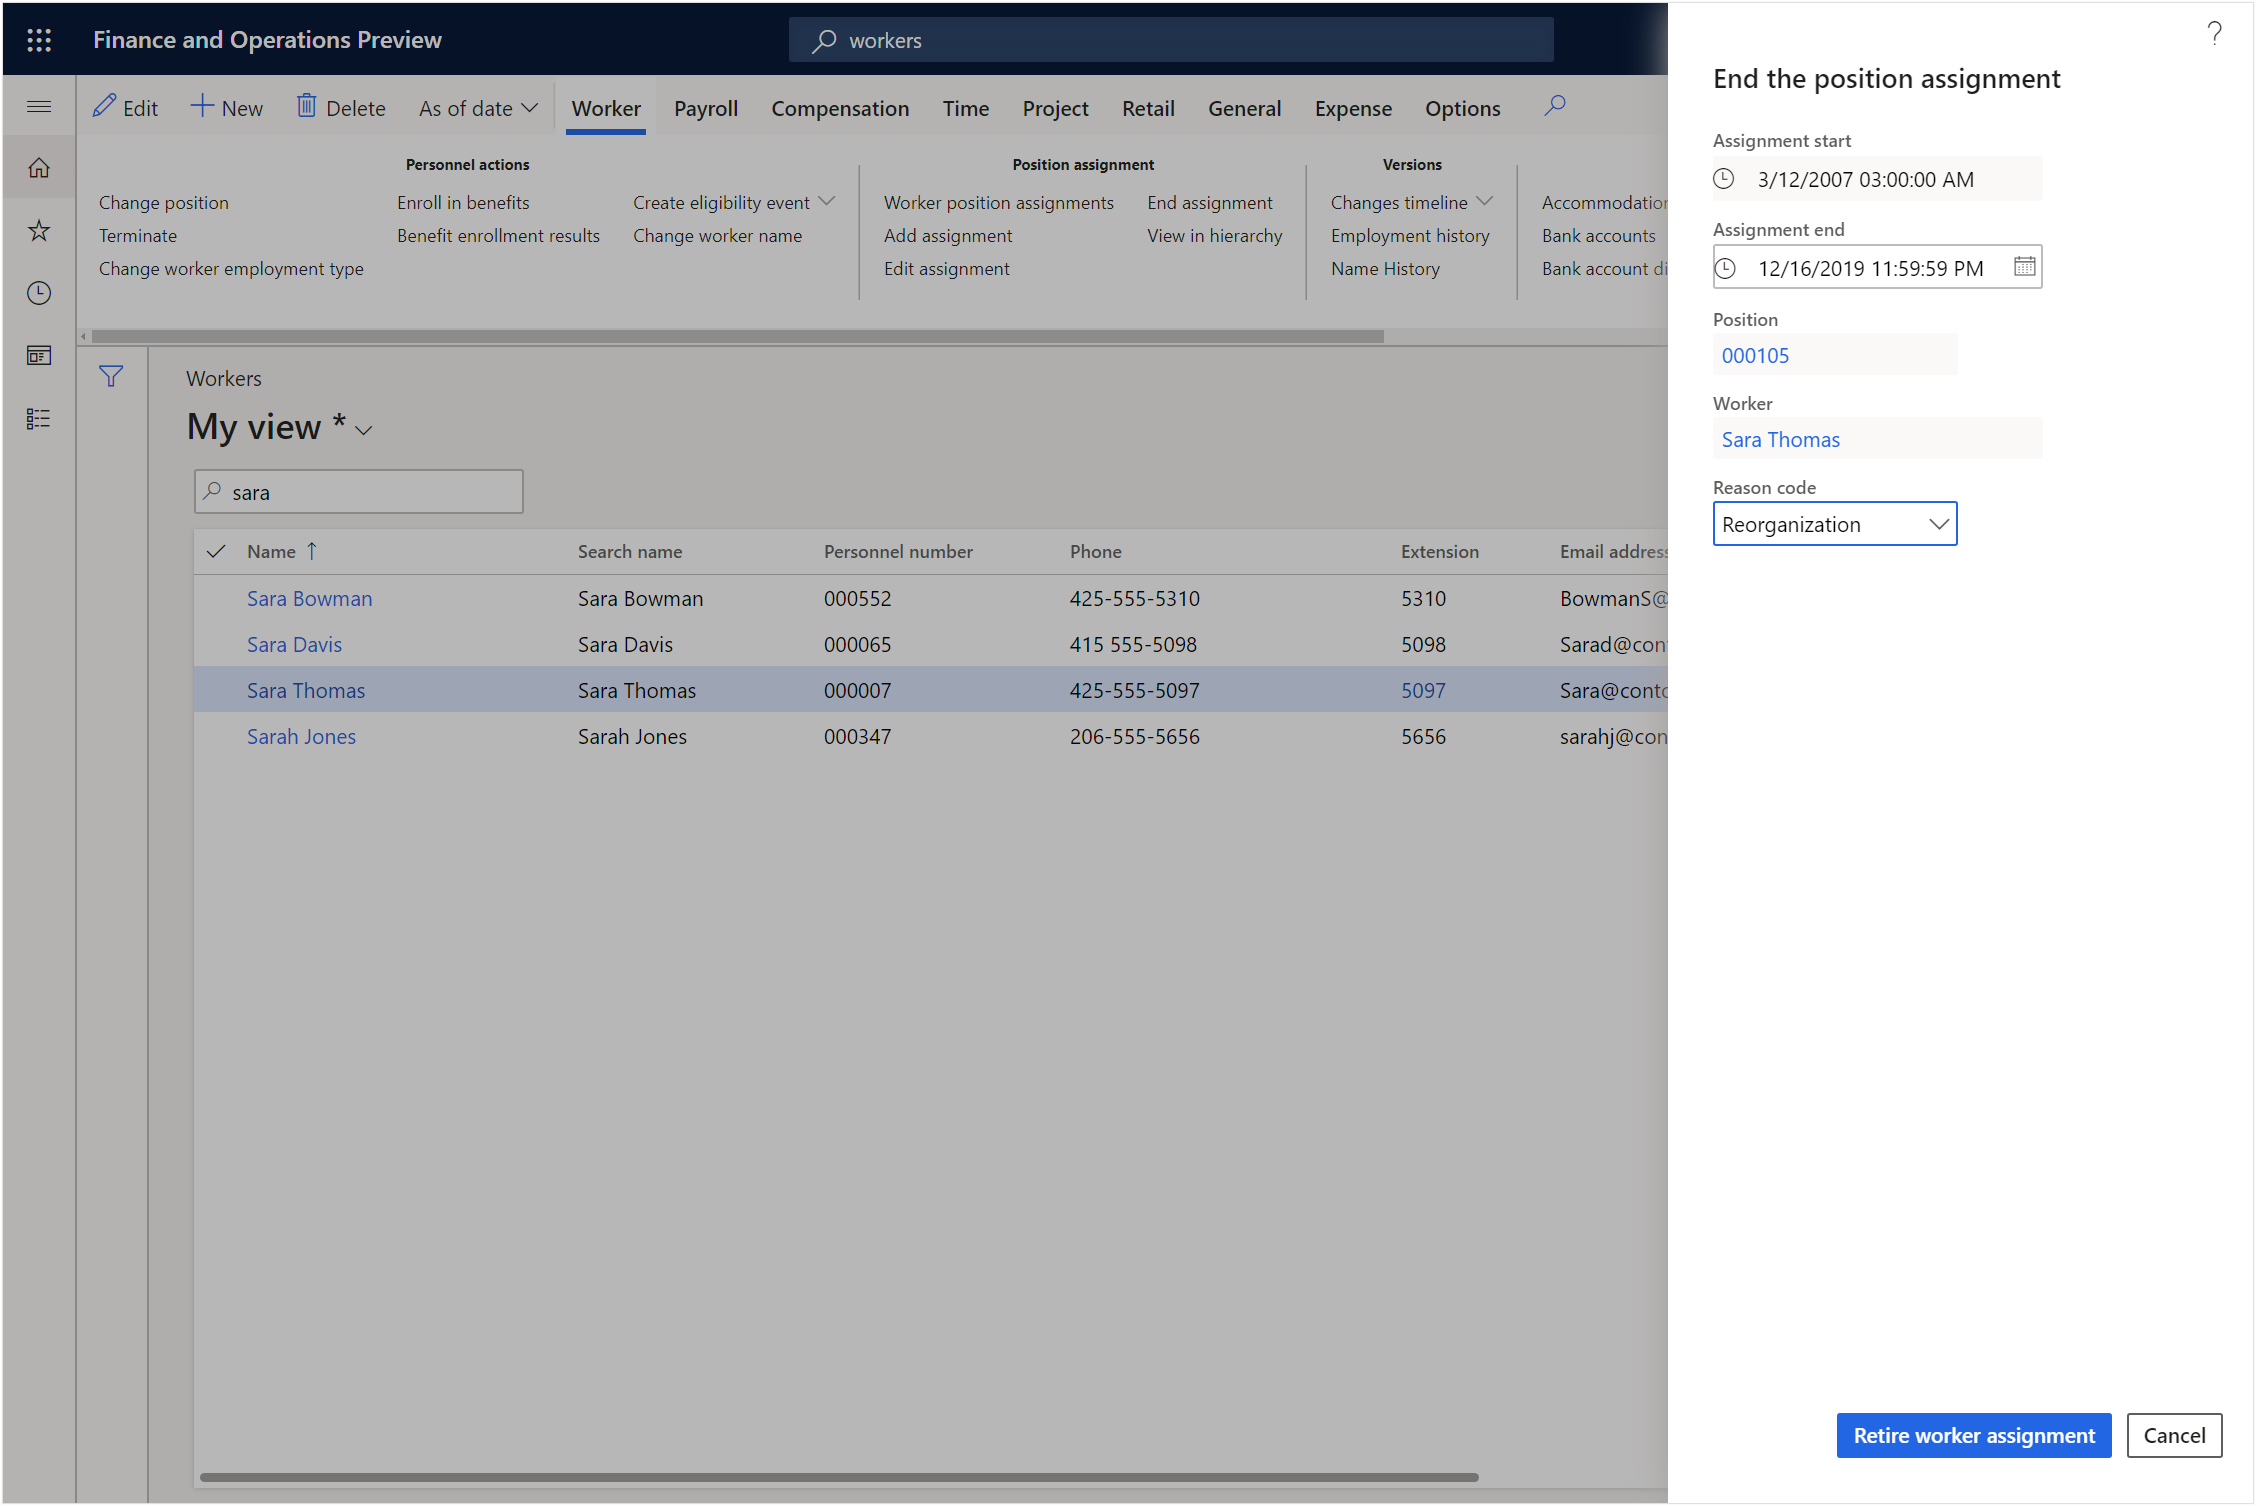 Finance and Operations Preview
workers
?
Edit New Delete As of date Worker Payroll Compensation Time Project Retail General Expense Options
Personnel actions Position assignment Versions
Change position Enroll in benefits Create eligibility event Worker position assignments End assignment Changes timeline Accommodation
Terminate Benefit enrollment results Change worker name Add assignment View in hierarchy Employment history Bank accounts
Change worker employment type Edit assignment Name History Bank account di
Workers
My view *
sara
Name ↑ Search name Personnel number Phone Extension Email address
Sara Bowman Sara Bowman 000552 425-555-5310 5310 BowmanS@
Sara Davis Sara Davis 000065 415 555-5098 5098 Sarad@con
Sara Thomas Sara Thomas 000007 425-555-5097 5097 Sara@conto
Sarah Jones Sarah Jones 000347 206-555-5656 5656 sarahj@con
End the position assignment
Assignment start
3/12/2007 03:00:00 AM
Assignment end
12/16/2019 11:59:59 PM
Position
000105
Worker
Sara Thomas
Reason code
Reorganization
Retire worker assignment Cancel